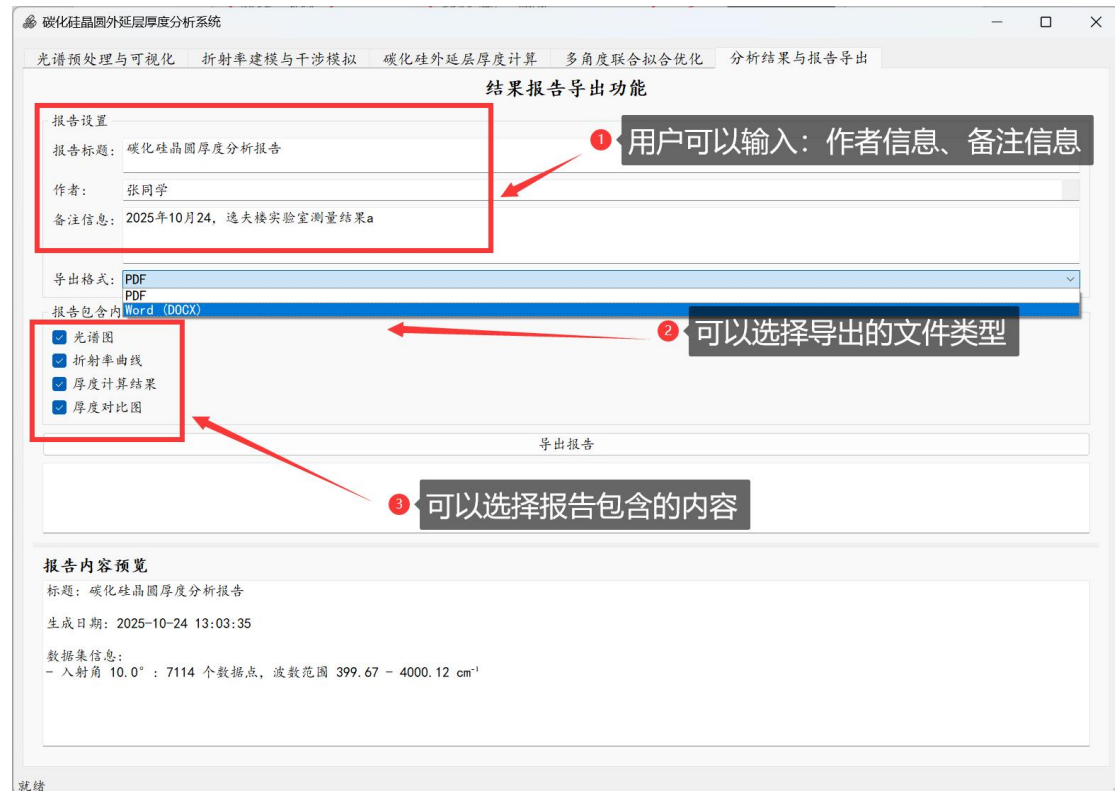 碳化硅晶圆外延层厚度分析系统
光谱预处理与可视化 折射率建模与干涉模拟 碳化硅外延层厚度计算 多角度联合拟合优化 分析结果与报告导出
结果报告导出功能
报告设置
报告标题: 碳化硅晶圆厚度分析报告
1 用户可以输入：作者信息、备注信息
作者: 张同学
备注信息: 2025年10月24, 逸夫楼实验室测量结果a
导出格式: PDF
PDF
报告包含内 Word (DOCX)
2 可以选择导出的文件类型
光谱图
折射率曲线
厚度计算结果
厚度对比图
导出报告
3 可以选择报告包含的内容
报告内容预览
标题: 碳化硅晶圆厚度分析报告
生成日期: 2025-10-24 13:03:35
数据集信息:
- 入射角 10.0° : 7114 个数据点, 波数范围 399.67 - 4000.12 cm⁻¹
就绪